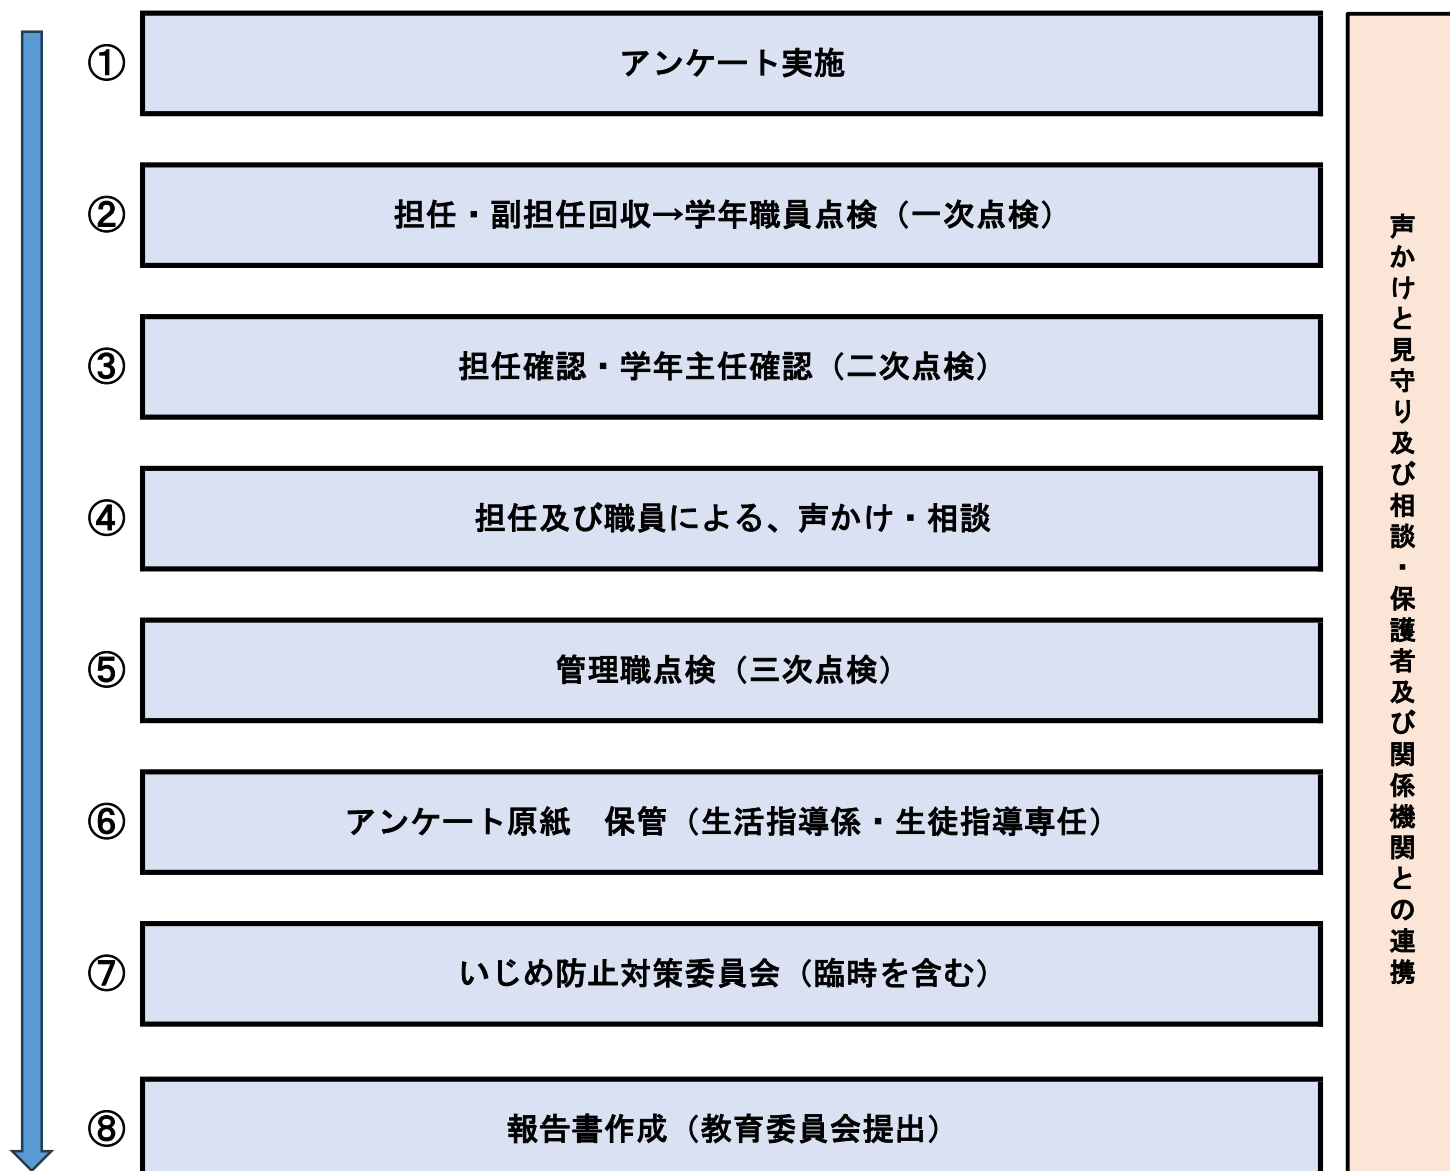 ① アンケート実施
② 担任・副担任回収→学年職員点検（一次点検）
③ 担任確認・学年主任確認（二次点検）
④ 担任及び職員による、声かけ・相談
⑤ 管理職点検（三次点検）
⑥ アンケート原紙　保管（生活指導係・生徒指導専任）
⑦ いじめ防止対策委員会（臨時を含む）
⑧ 報告書作成（教育委員会提出）
声かけと見守り及び相談・保護者及び関係機関との連携